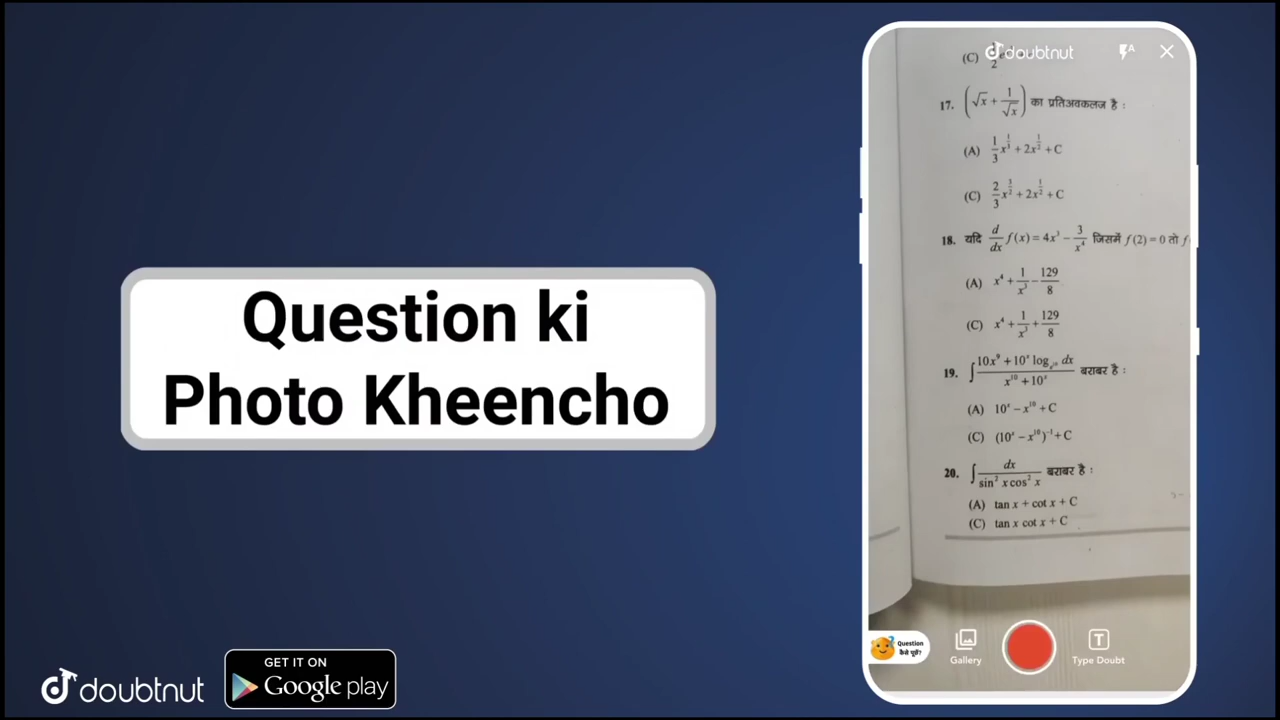 Question ki
Photo Kheencho
doubtnut
GET IT ON
Google play
doubtnut
(C)
17. (√x + 1/√x) का प्रतिअवकलज है :
(A) 1/3 x^(1/3) + 2x^(1/2) + C
(C) 2/3 x^(3/2) + 2x^(1/2) + C
18. यदि d/dx f(x) = 4x³ − 3/x⁴ जिसमें f(2) = 0 तो f
(A) x⁴ + 1/x³ − 129/8
(C) x⁴ + 1/x³ + 129/8
19. ∫ (10x⁹ + 10ˣ logₑ¹⁰ dx)/(x¹⁰ + 10ˣ) बराबर है :
(A) 10ˣ − x¹⁰ + C
(C) (10ˣ − x¹⁰)⁻¹ + C
20. ∫ dx/(sin² x cos² x) बराबर है :
(A) tan x + cot x + C
(C) tan x cot x + C
Question
कैसे पूछें?
Gallery
T
Type Doubt